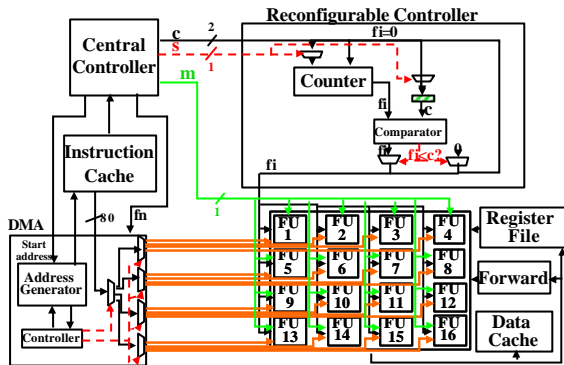 Reconfigurable Controller
Central
Controller
c
2
s
1
m
fi=0
Counter
fi
c
Comparator
fi
fi≤c?
0
Instruction
Cache
fi
80
fn
1
DMA
Start
address
Address
Generator
Controller
FU
1
FU
2
FU
3
FU
4
FU
5
FU
6
FU
7
FU
8
FU
9
FU
10
FU
11
FU
12
FU
13
FU
14
FU
15
FU
16
Register
File
Forward
Data
Cache